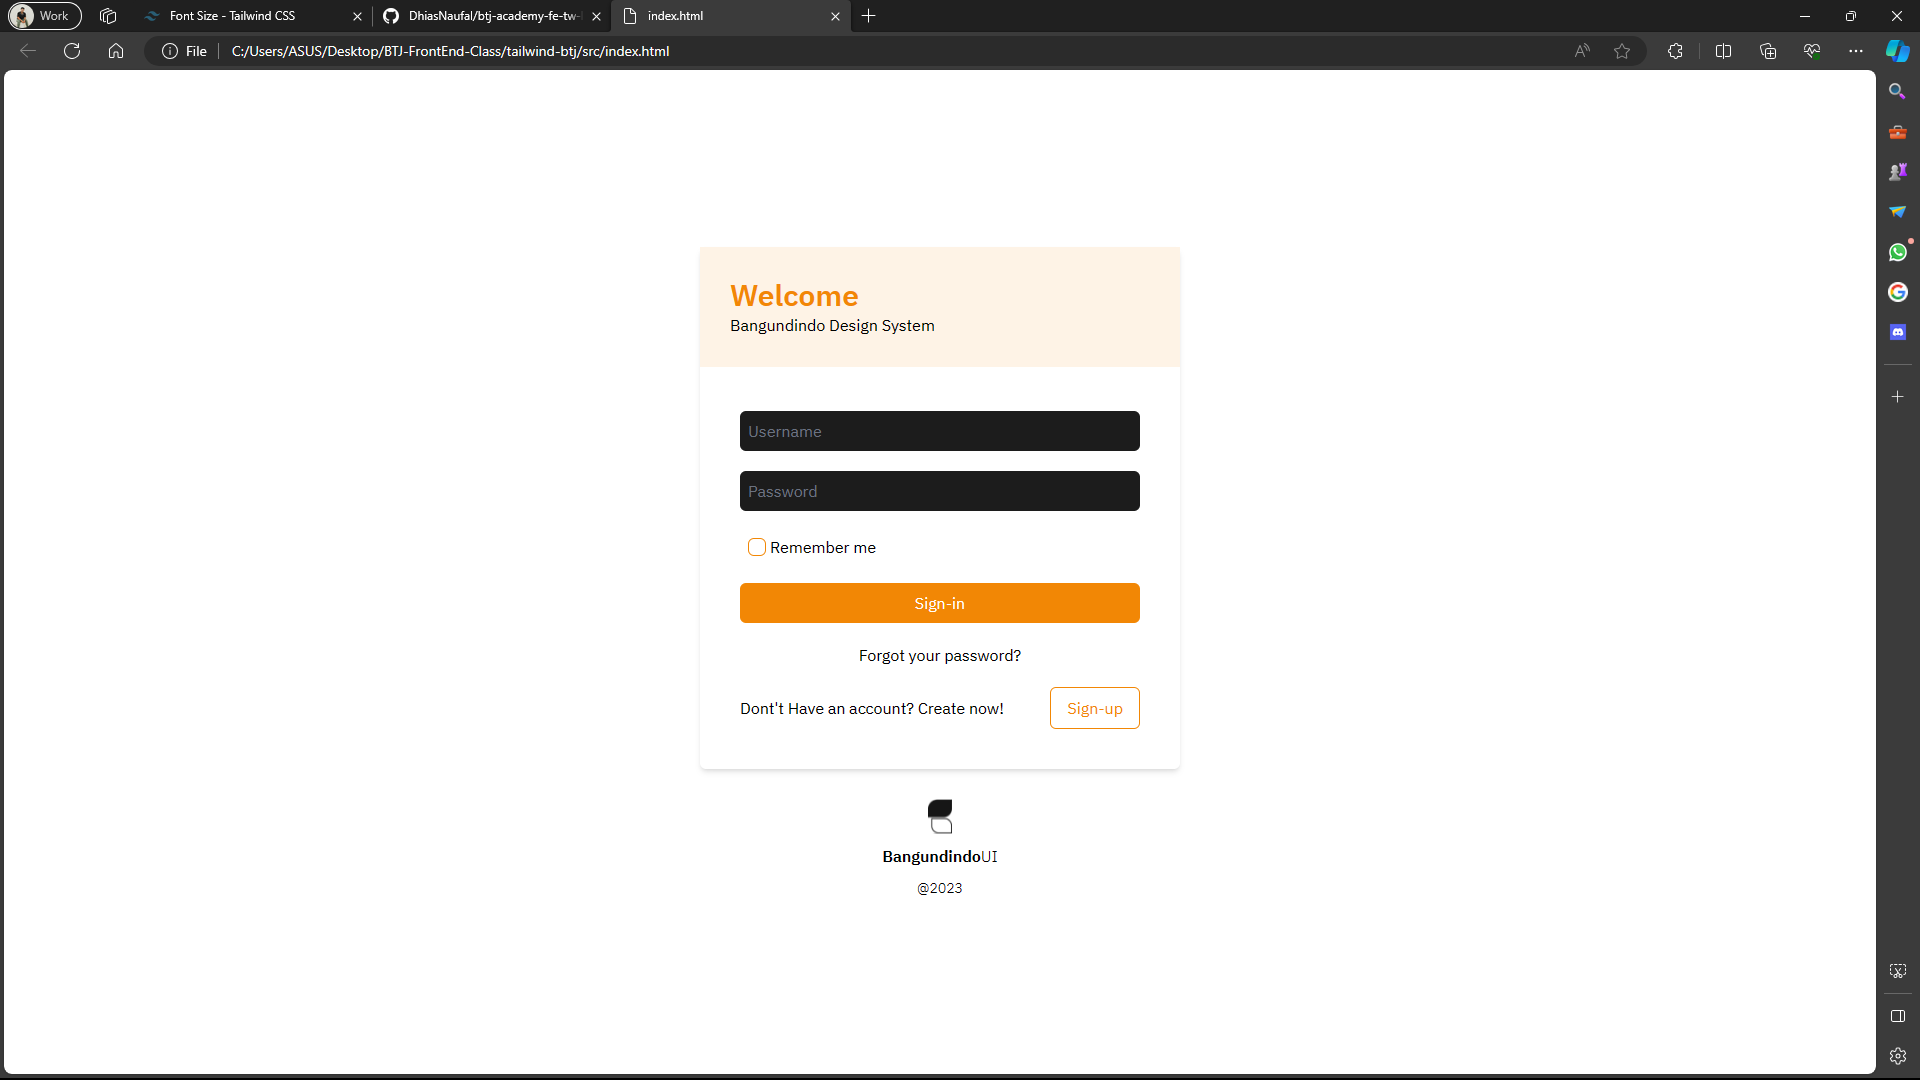 Work
Font Size - Tailwind CSS
DhiasNaufal/btj-academy-fe-tw-
index.html
File
C:/Users/ASUS/Desktop/BTJ-FrontEnd-Class/tailwind-btj/src/index.html
Welcome
Bangundindo Design System
Username
Password
Remember me
Sign-in
Forgot your password?
Dont't Have an account? Create now!
Sign-up
BangundindoUI
@2023